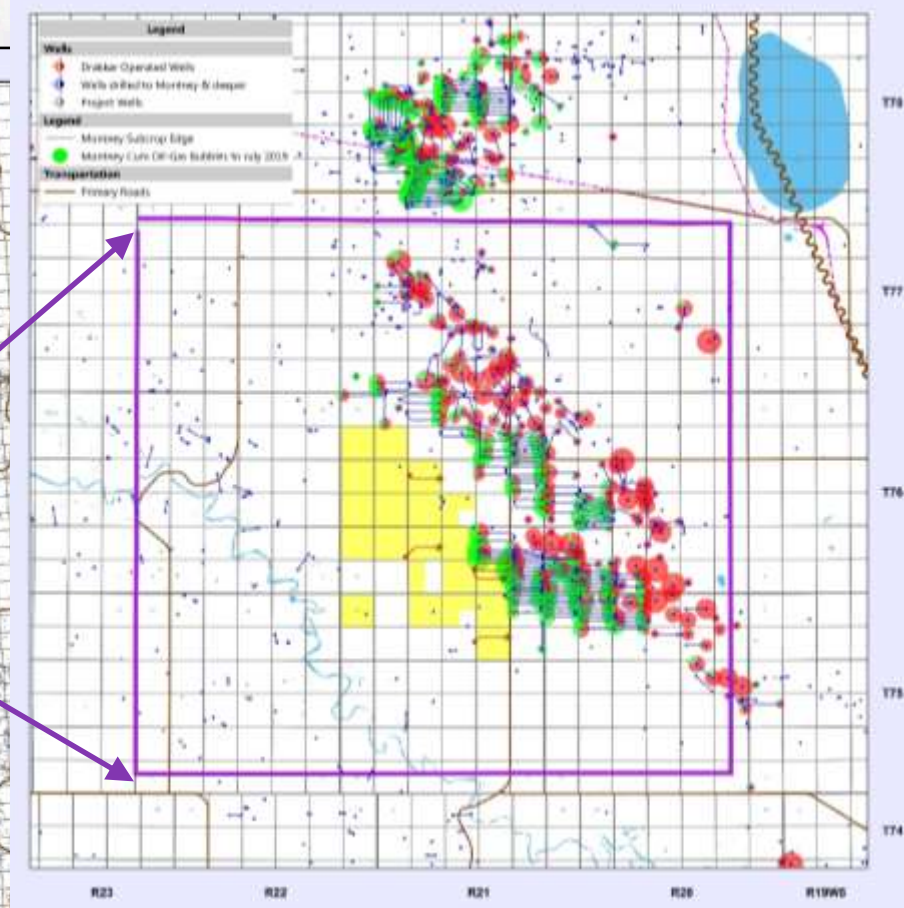 Legend
Wells
Drakkar Operated Wells
Wells drilled to Montney & deeper
Project Wells
Legend
Montney Subcrop Edge
Montney Cum Oil-Gas Bubbles to July 2019
Transportation
Primary Roads
T78
T77
T76
T75
T74
R23
R22
R21
R20
R19W5